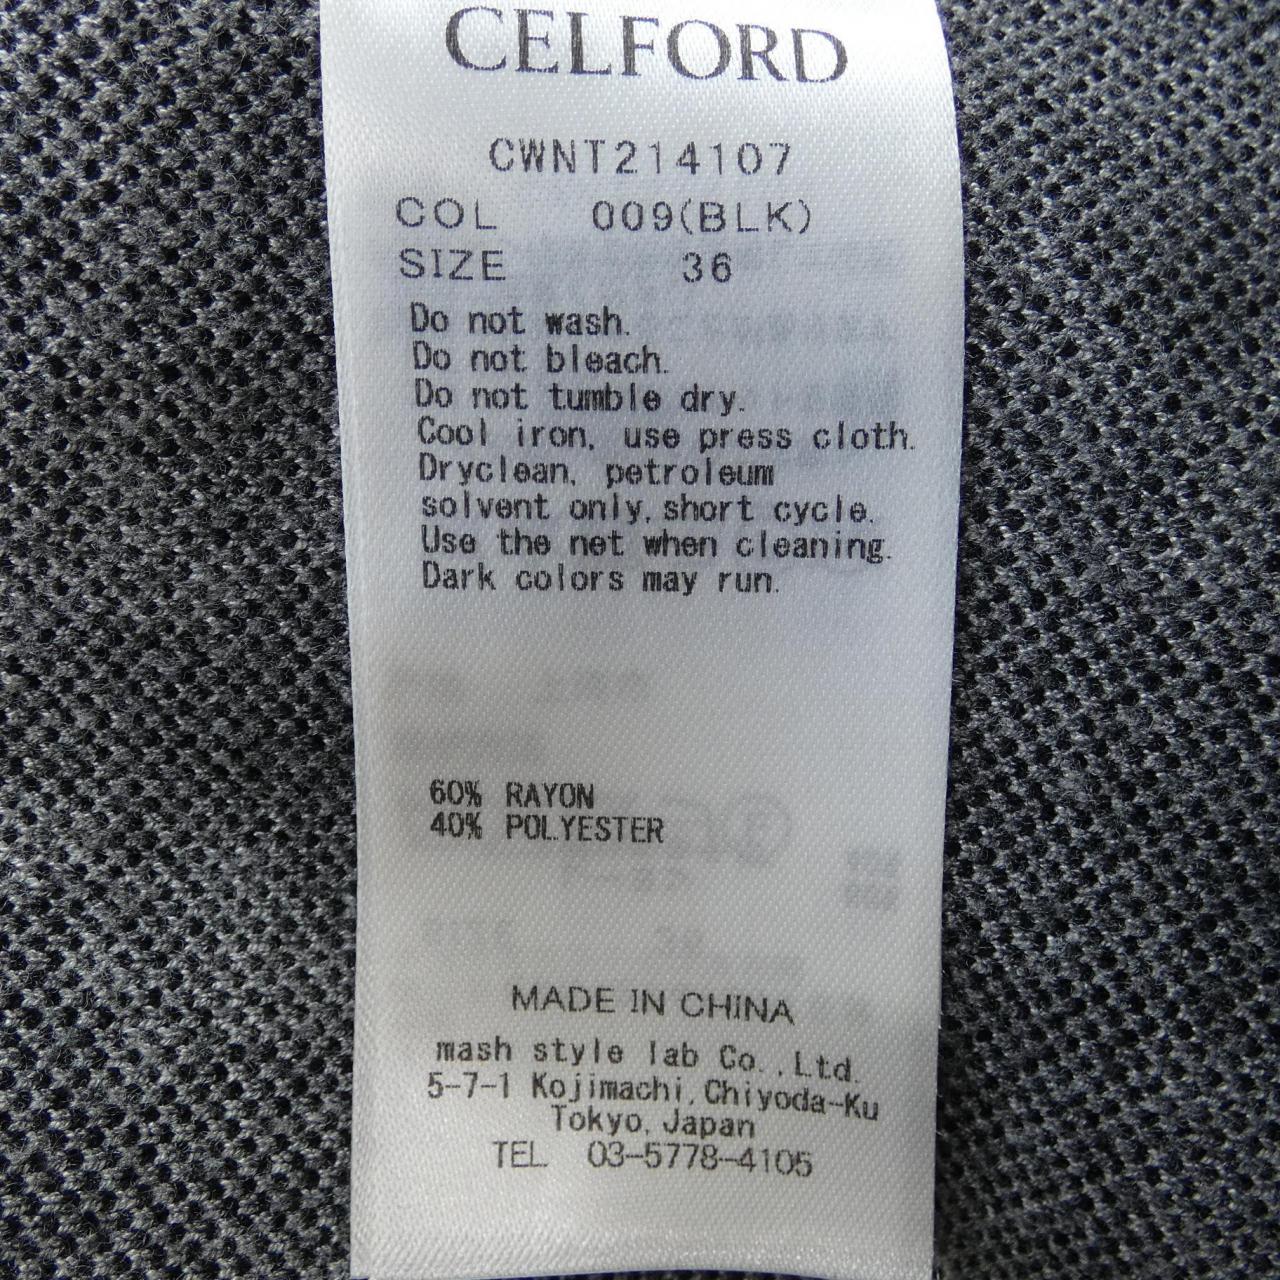 CELFORD
CWNT214107
COL 009(BLK)
SIZE 36
Do not wash.
Do not bleach.
Do not tumble dry.
Cool iron, use press cloth.
Dryclean, petroleum
solvent only,short cycle.
Use the net when cleaning.
Dark colors may run.
60% RAYON
40% POLYESTER
MADE IN CHINA
mash style lab Co.,Ltd.
5-7-1 Kojimachi,Chiyoda-Ku
Tokyo,Japan
TEL 03-5778-4105